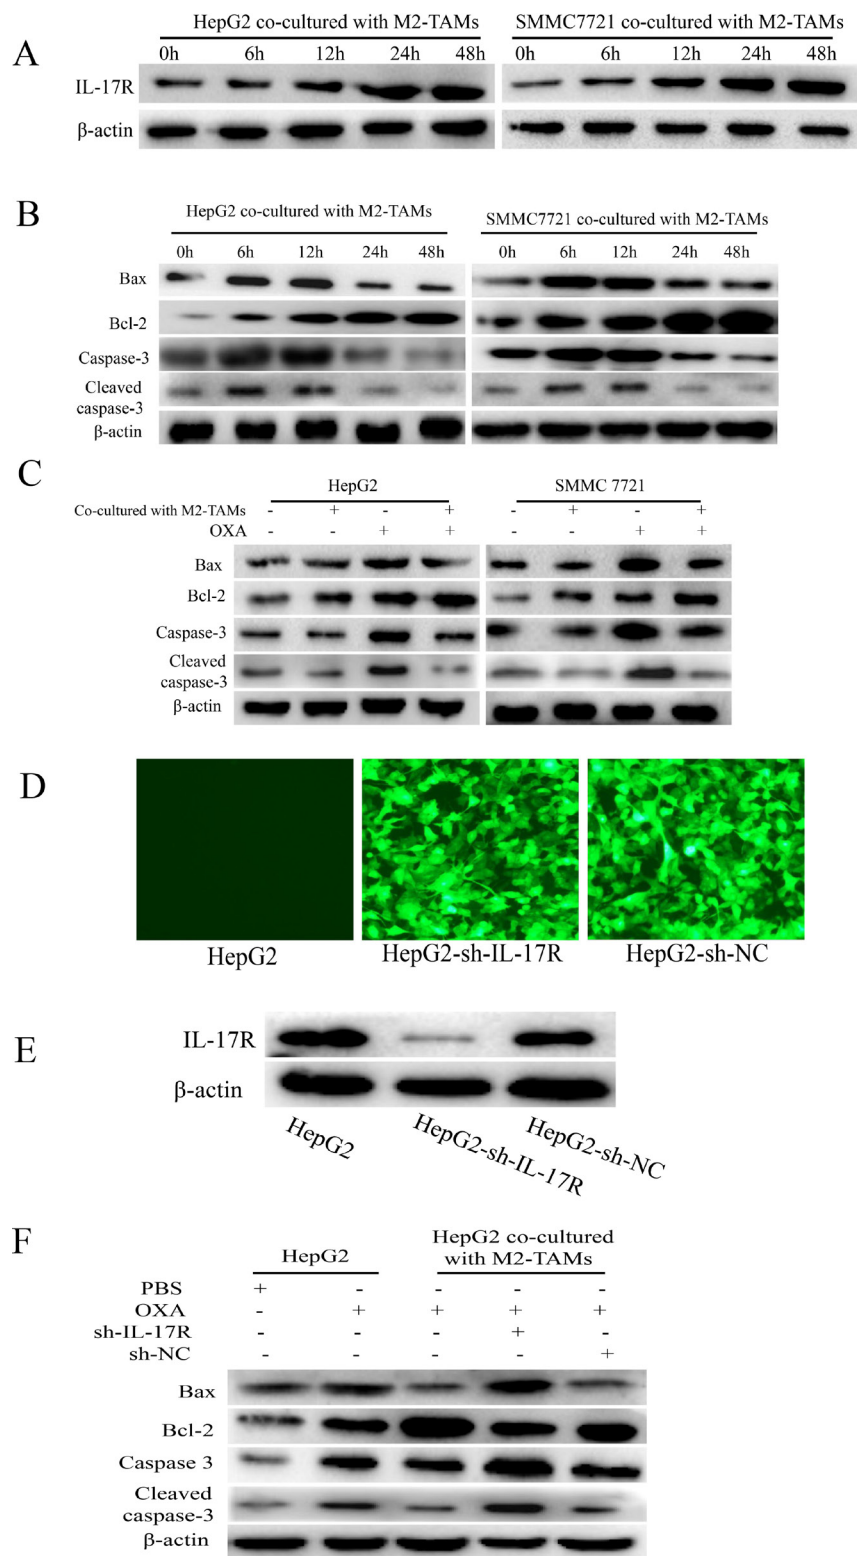 A
HepG2 co-cultured with M2-TAMs SMMC7721 co-cultured with M2-TAMs
0h 6h 12h 24h 48h 0h 6h 12h 24h 48h
IL-17R
β-actin
B
HepG2 co-cultured with M2-TAMs SMMC7721 co-cultured with M2-TAMs
0h 6h 12h 24h 48h 0h 6h 12h 24h 48h
Bax
Bcl-2
Caspase-3
Cleaved
caspase-3
β-actin
C
HepG2 SMMC 7721
Co-cultured with M2-TAMs - + - + - + - +
OXA - - + + - - + +
Bax
Bcl-2
Caspase-3
Cleaved
caspase-3
β-actin
D
HepG2 HepG2-sh-IL-17R HepG2-sh-NC
E
IL-17R
β-actin
HepG2 HepG2-sh-IL-17R HepG2-sh-NC
F
HepG2 HepG2 co-cultured
with M2-TAMs
PBS + - - - -
OXA - + + + +
sh-IL-17R - - - + -
sh-NC - - - - +
Bax
Bcl-2
Caspase 3
Cleaved
caspase-3
β-actin